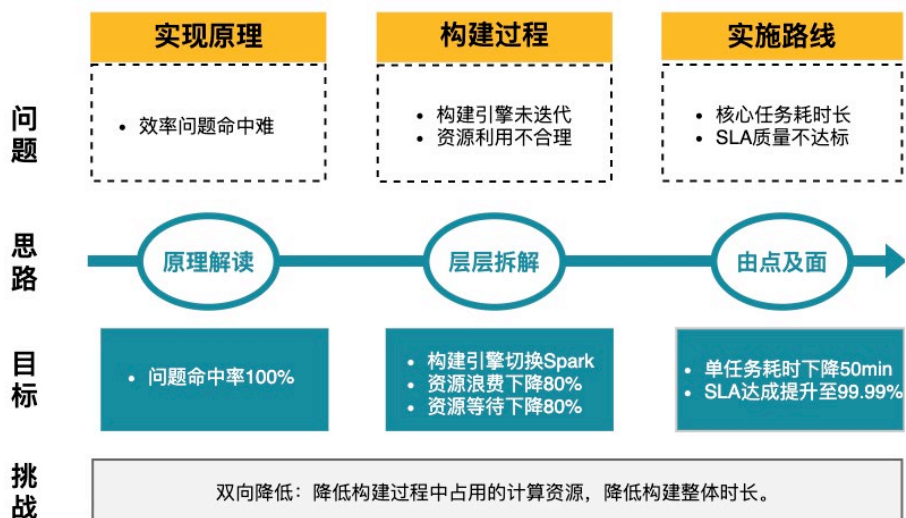 实现原理
构建过程
实施路线
问题
• 效率问题命中难
• 构建引擎未迭代
• 资源利用不合理
• 核心任务耗时长
• SLA质量不达标
思路
原理解读
层层拆解
由点及面
目标
• 问题命中率100%
• 构建引擎切换Spark
• 资源浪费下降80%
• 资源等待下降80%
• 单任务耗时下降50min
• SLA达成提升至99.99%
挑战
双向降低：降低构建过程中占用的计算资源，降低构建整体时长。